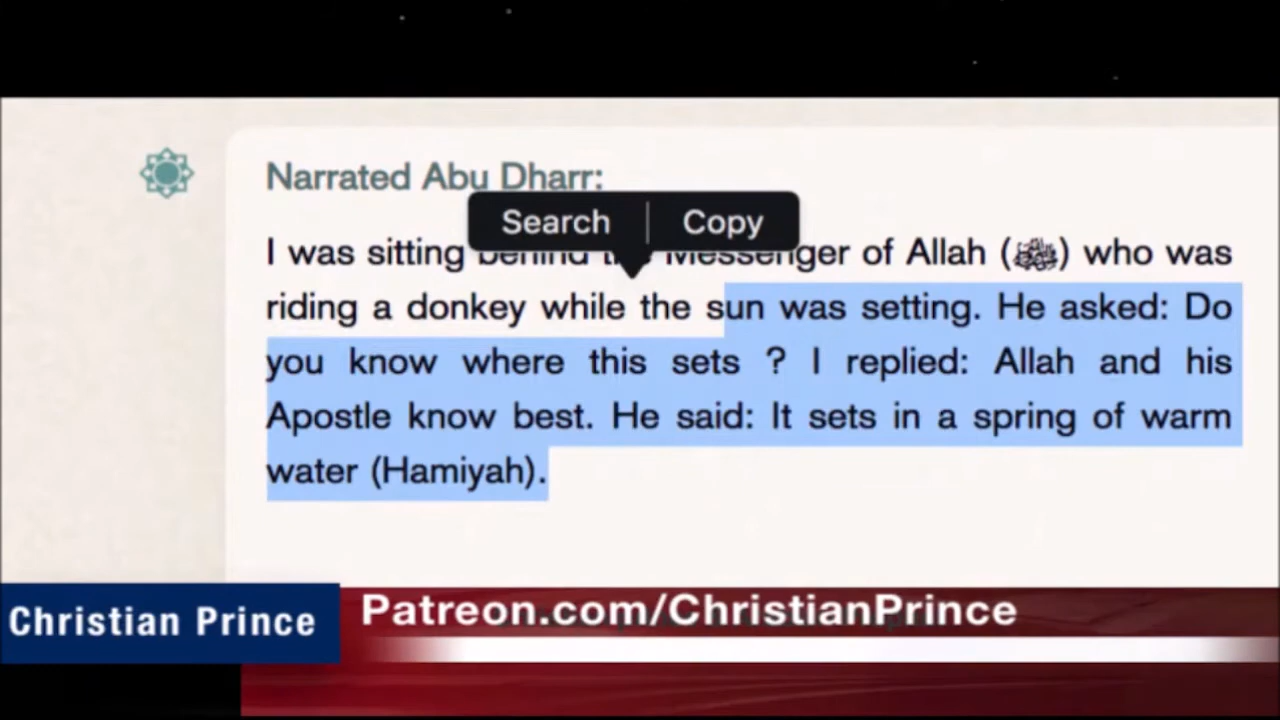 Narrated Abu Dharr:
Search | Copy
I was sitting behind the Messenger of Allah (ﷺ) who was
riding a donkey while the sun was setting. He asked: Do
you know where this sets ? I replied: Allah and his
Apostle know best. He said: It sets in a spring of warm
water (Hamiyah).
Christian Prince
Patreon.com/ChristianPrince